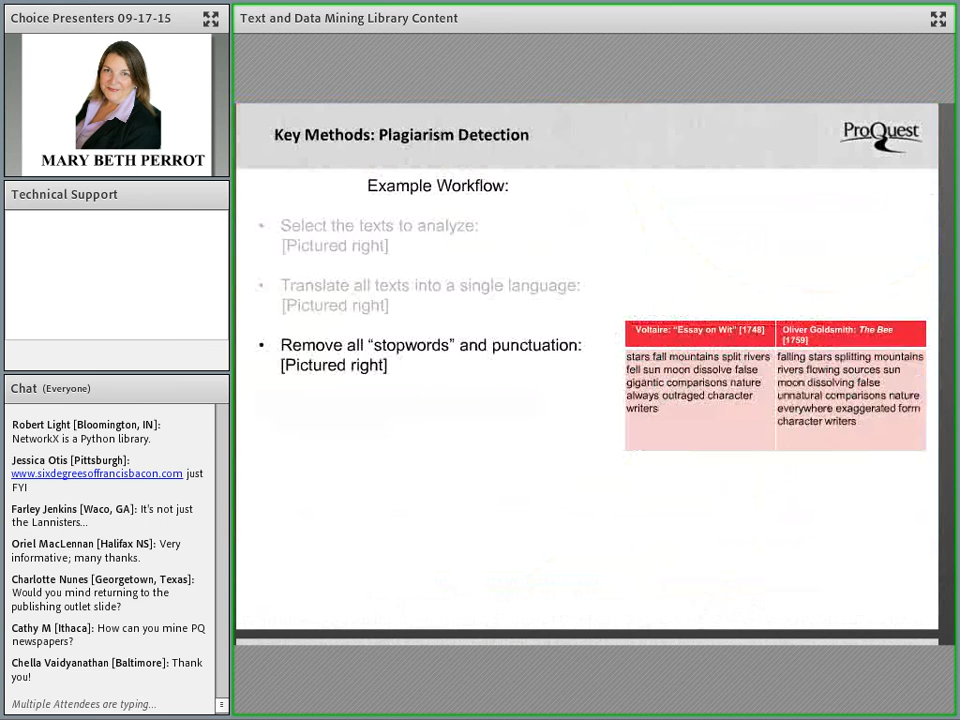 Choice Presenters 09-17-15
MARY BETH PERROT
Technical Support
Chat (Everyone)
Robert Light [Bloomington, IN]:
NetworkX is a Python library.
Jessica Otis [Pittsburgh]:
www.sixdegreesoffrancisbacon.com just
FYI
Farley Jenkins [Waco, GA]: It's not just
the Lannisters...
Oriel MacLennan [Halifax NS]: Very
informative; many thanks.
Charlotte Nunes [Georgetown, Texas]:
Would you mind returning to the
publishing outlet slide?
Cathy M [Ithaca]: How can you mine PQ
newspapers?
Chella Vaidyanathan [Baltimore]: Thank
you!
Multiple Attendees are typing...
Text and Data Mining Library Content
Key Methods: Plagiarism Detection
ProQuest
Example Workflow:
• Select the texts to analyze:
[Pictured right]
• Translate all texts into a single language:
[Pictured right]
• Remove all “stopwords” and punctuation:
[Pictured right]
Voltaire: “Essay on Wit” [1748]
stars fall mountains split rivers
fell sun moon dissolve false
gigantic comparisons nature
always outraged character
writers
Oliver Goldsmith: The Bee
[1759]
falling stars splitting mountains
rivers flowing sources sun
moon dissolving false
unnatural comparisons nature
everywhere exaggerated form
character writers